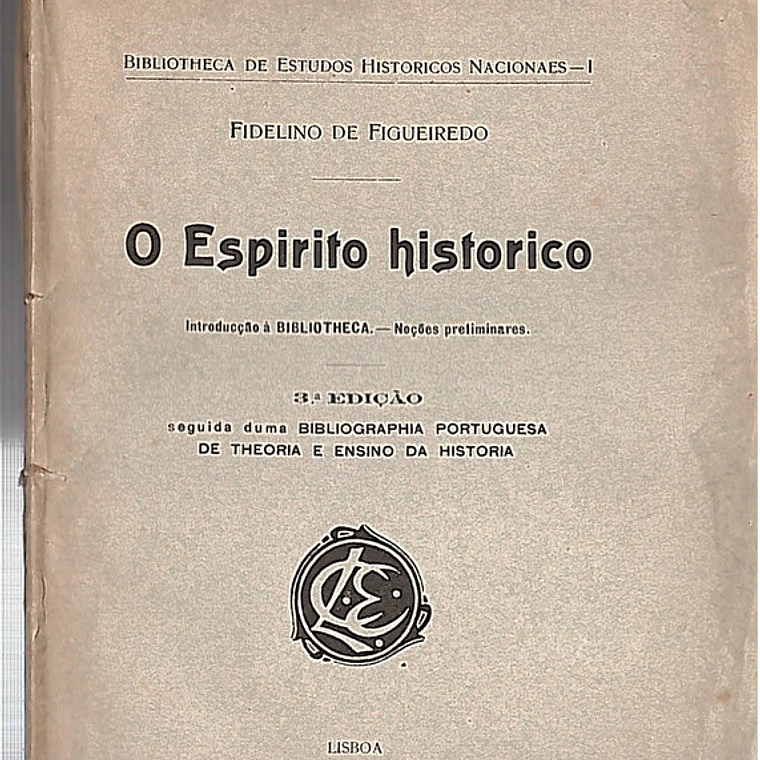 BIBLIOTHECA DE ESTUDOS HISTORICOS NACIONAES—I
FIDELINO DE FIGUEIREDO
O Espirito historico
Introducção á BIBLIOTHECA.—Noções preliminares.
3.ª EDIÇÃO
seguida duma BIBLIOGRAPHIA PORTUGUESA
DE THEORIA E ENSINO DA HISTORIA
LISBOA